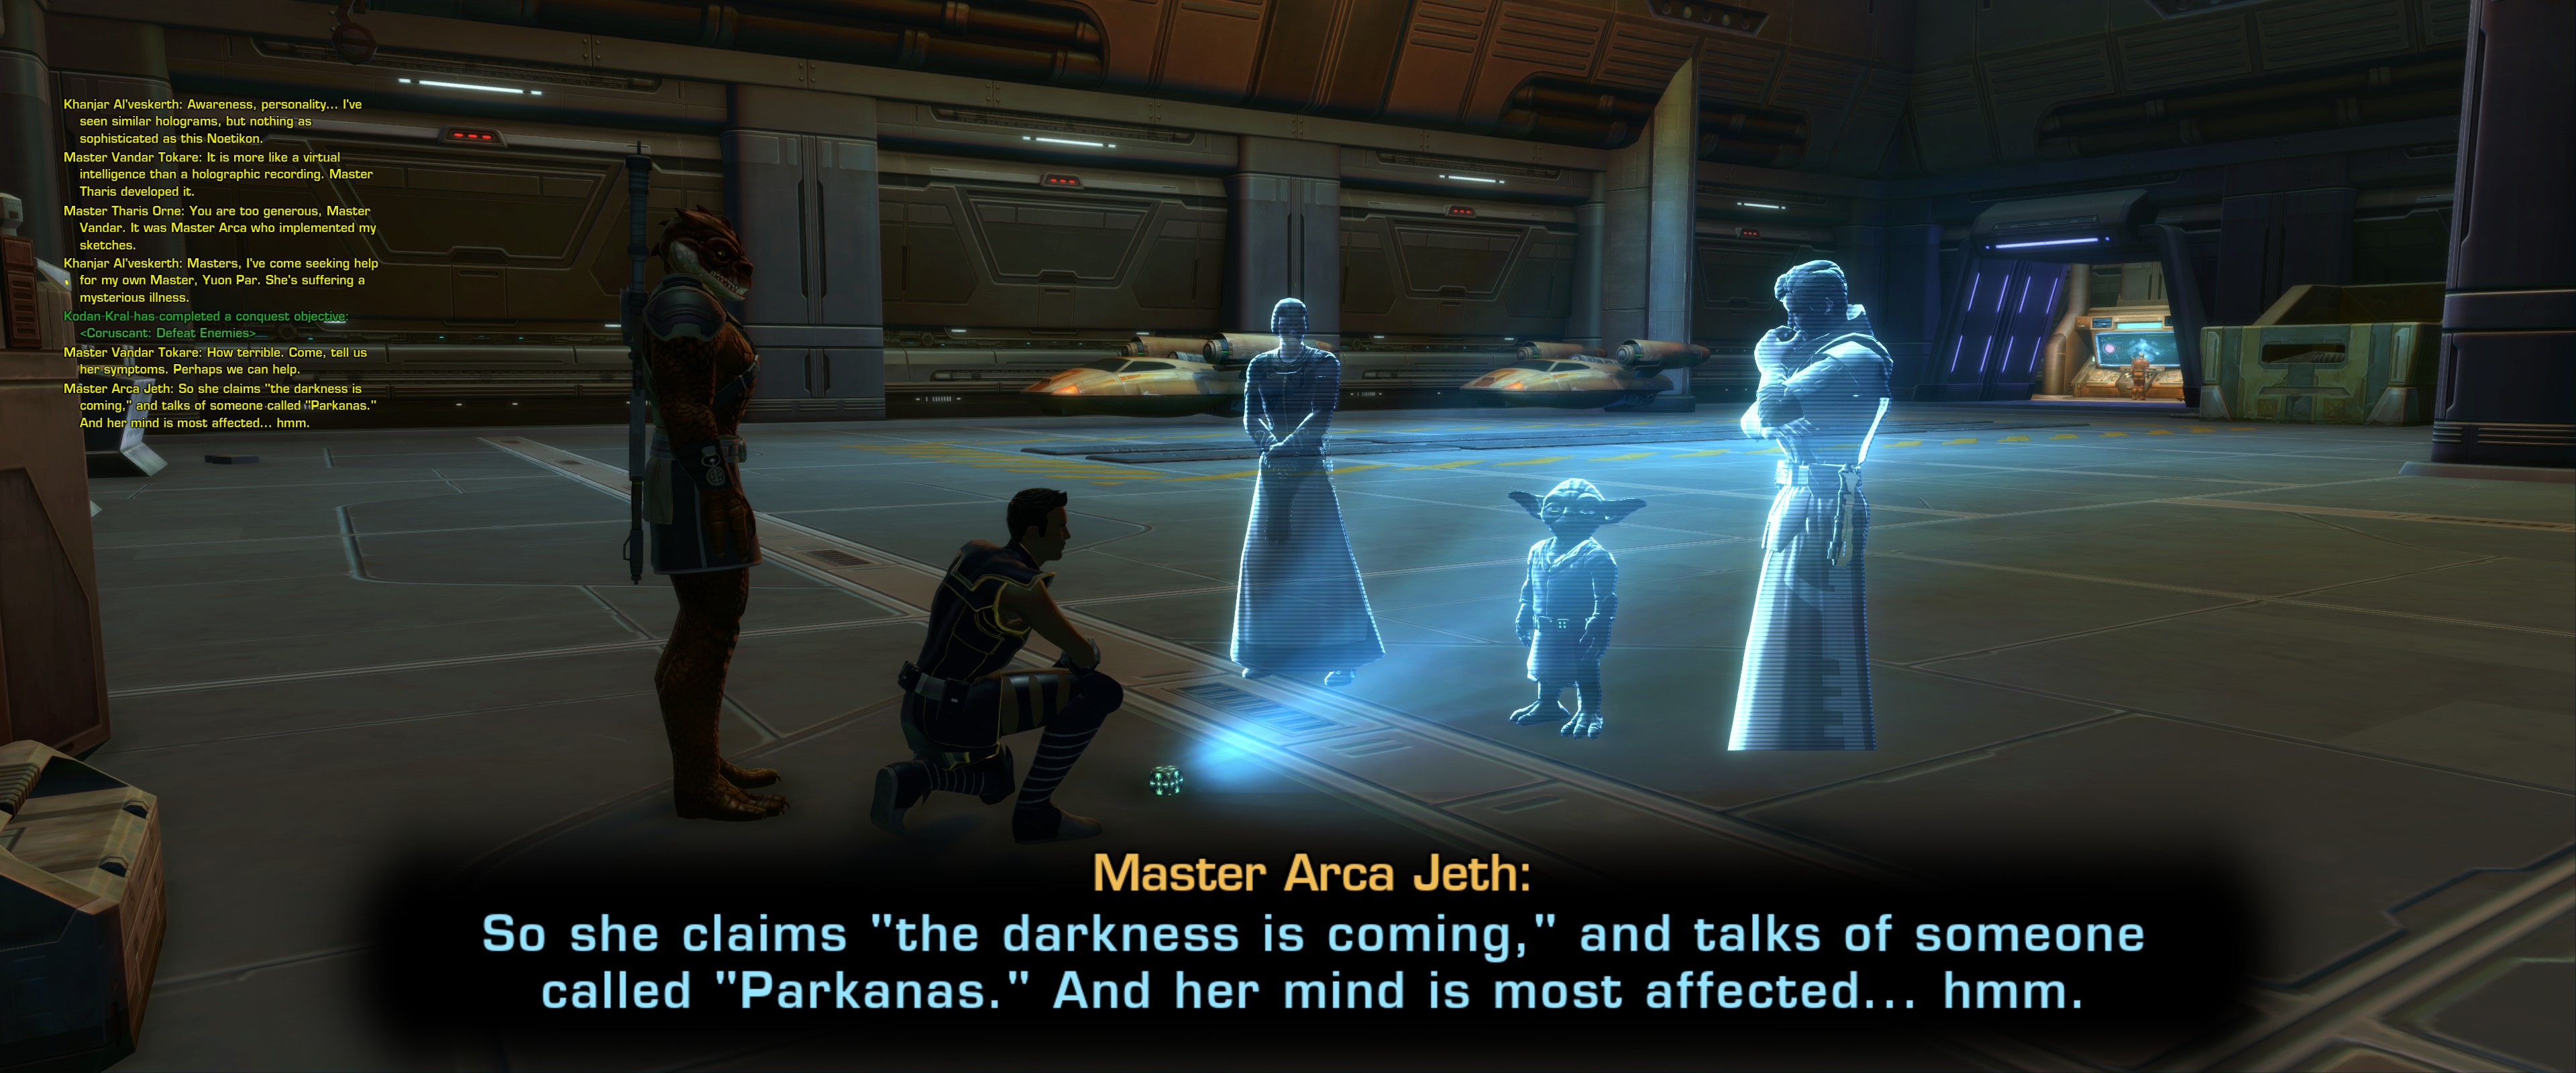 Khanjar Al'veskerth: Awareness, personality... I've
seen similar holograms, but nothing as
sophisticated as this Noetikon.
Master Vandar Tokare: It is more like a virtual
intelligence than a holographic recording. Master
Tharis developed it.
Master Tharis Orne: You are too generous, Master
Vandar. It was Master Arca who implemented my
sketches.
Khanjar Al'veskerth: Masters, I've come seeking help
for my own Master, Yuon Par. She's suffering a
mysterious illness.
Kodan Kral has completed a conquest objective:
<Coruscant: Defeat Enemies>
Master Vandar Tokare: How terrible. Come, tell us
her symptoms. Perhaps we can help.
Master Arca Jeth: So she claims "the darkness is
coming," and talks of someone called "Parkanas."
And her mind is most affected... hmm.
Master Arca Jeth:
So she claims "the darkness is coming," and talks of someone
called "Parkanas." And her mind is most affected... hmm.